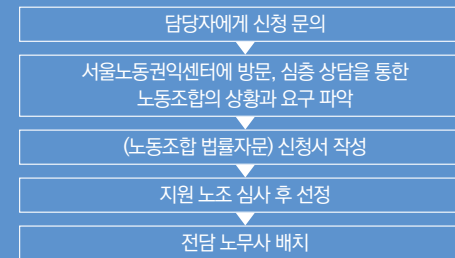 담당자에게 신청 문의
서울노동권익센터에 방문, 심층 상담을 통한
노동조합의 상황과 요구 파악
(노동조합 법률자문) 신청서 작성
지원 노조 심사 후 선정
전담 노무사 배치